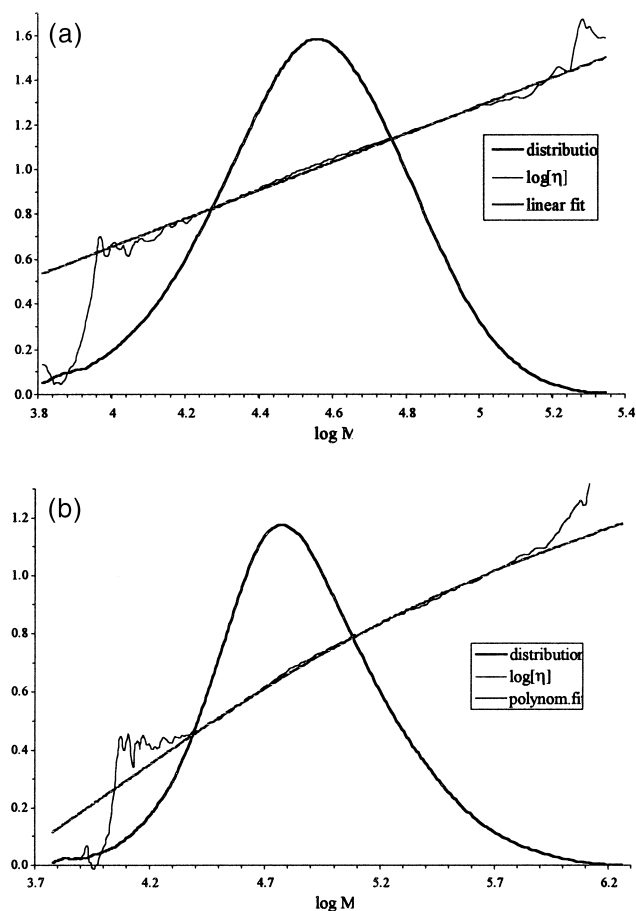 (a)
1.6
1.4
1.2
1.0
0.8
0.6
0.4
0.2
0.0
distributio
log[η]
linear fit
3.8 4 4.2 4.4 4.6 4.8 5 5.2 5.4
log M
(b)
1.2
1.0
0.8
0.6
0.4
0.2
0.0
distribution
log[η]
polynom.fi
3.7 4.2 4.7 5.2 5.7 6.2
log M